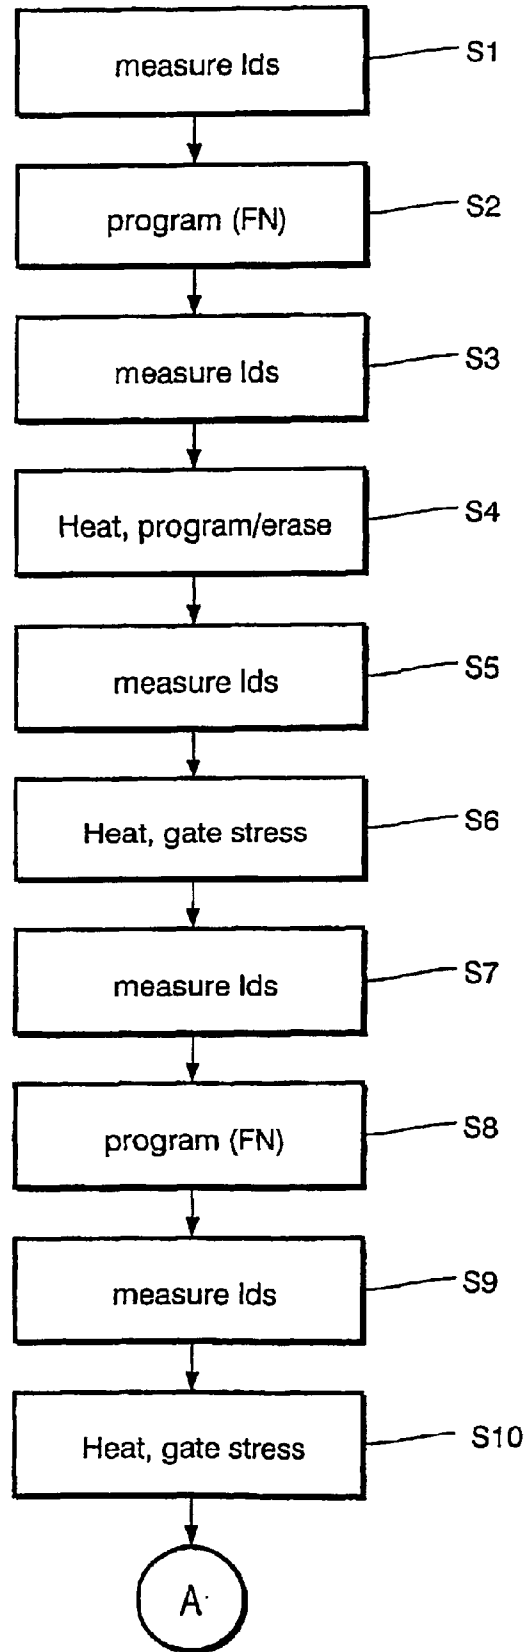 measure Ids
S1
program (FN)
S2
measure Ids
S3
Heat, program/erase
S4
measure Ids
S5
Heat, gate stress
S6
measure Ids
S7
program (FN)
S8
measure Ids
S9
Heat, gate stress
S10
A